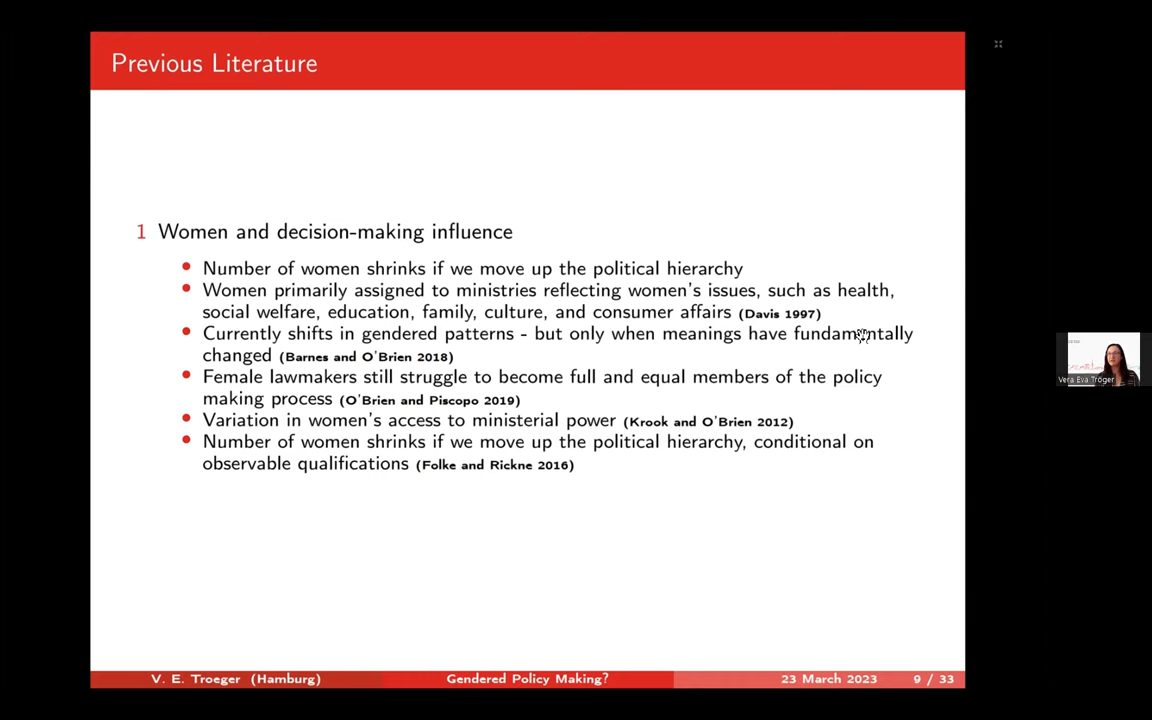 Previous Literature
1 Women and decision-making influence
• Number of women shrinks if we move up the political hierarchy
• Women primarily assigned to ministries reflecting women's issues, such as health,
social welfare, education, family, culture, and consumer affairs (Davis 1997)
• Currently shifts in gendered patterns - but only when meanings have fundamentally
changed (Barnes and O'Brien 2018)
• Female lawmakers still struggle to become full and equal members of the policy
making process (O'Brien and Piscopo 2019)
• Variation in women's access to ministerial power (Krook and O'Brien 2012)
• Number of women shrinks if we move up the political hierarchy, conditional on
observable qualifications (Folke and Rickne 2016)
Vera Eva Tröger
V. E. Troeger (Hamburg) Gendered Policy Making? 23 March 2023 9 / 33